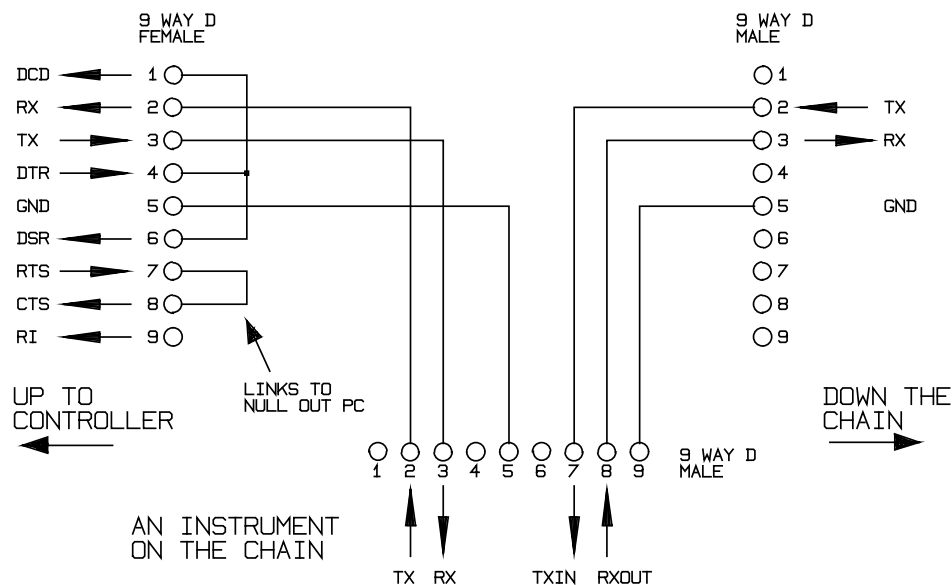 9 WAY D
FEMALE
9 WAY D
MALE
DCD 1
1
RX 2
2 TX
TX 3
3 RX
DTR 4
4
GND 5
5 GND
DSR 6
6
RTS 7
7
CTS 8
8
RI 9
9
LINKS TO
NULL OUT PC
UP TO
CONTROLLER
DOWN THE
CHAIN
1 2 3 4 5 6 7 8 9
9 WAY D
MALE
AN INSTRUMENT
ON THE CHAIN
TX RX TXIN RXOUT